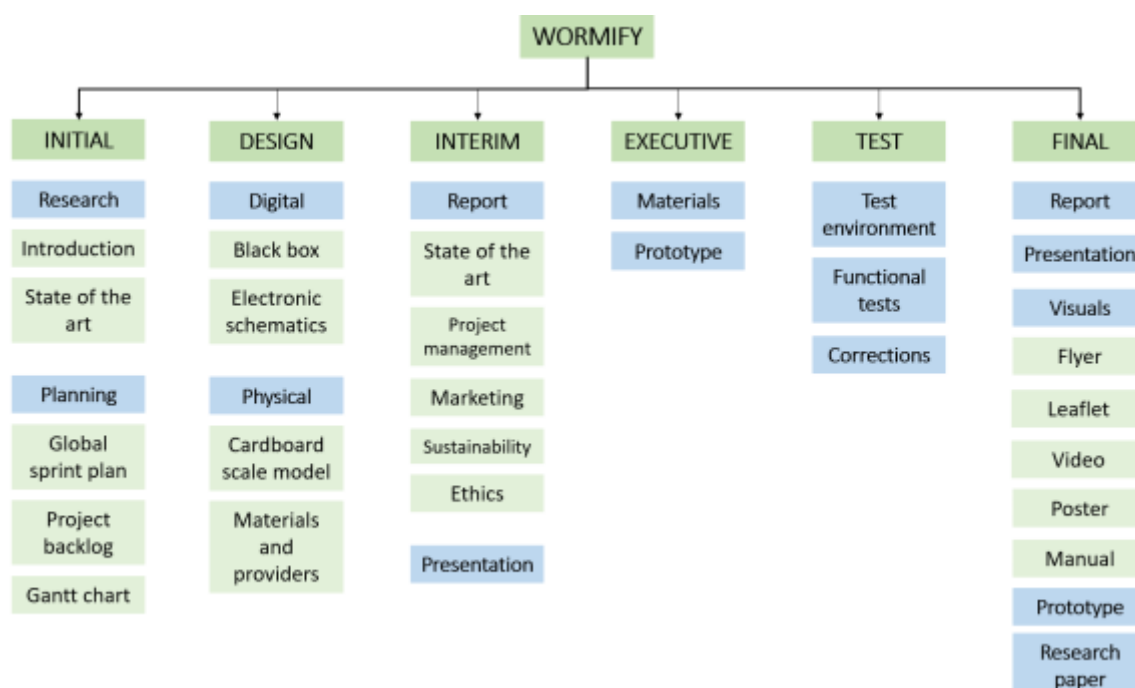 WORMIFY
INITIAL
Research
Introduction
State of the
art
Planning
Global
sprint plan
Project
backlog
Gantt chart
DESIGN
Digital
Black box
Electronic
schematics
Physical
Cardboard
scale model
Materials
and
providers
INTERIM
Report
State of the
art
Project
management
Marketing
Sustainability
Ethics
Presentation
EXECUTIVE
Materials
Prototype
TEST
Test
environment
Functional
tests
Corrections
FINAL
Report
Presentation
Visuals
Flyer
Leaflet
Video
Poster
Manual
Prototype
Research
paper